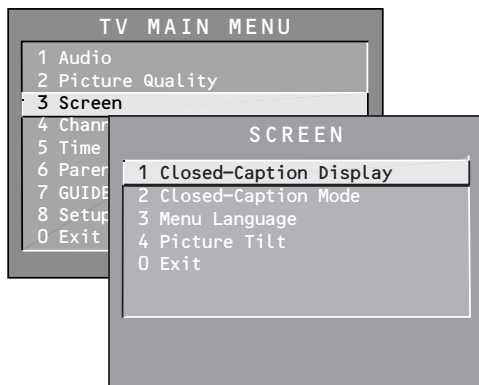 TV MAIN MENU
1 Audio
2 Picture Quality
3 Screen
4 Chann
5 Time
6 Paren
7 GUIDE
8 Setup
0 Exit
SCREEN
1 Closed-Caption Display
2 Closed-Caption Mode
3 Menu Language
4 Picture Tilt
0 Exit